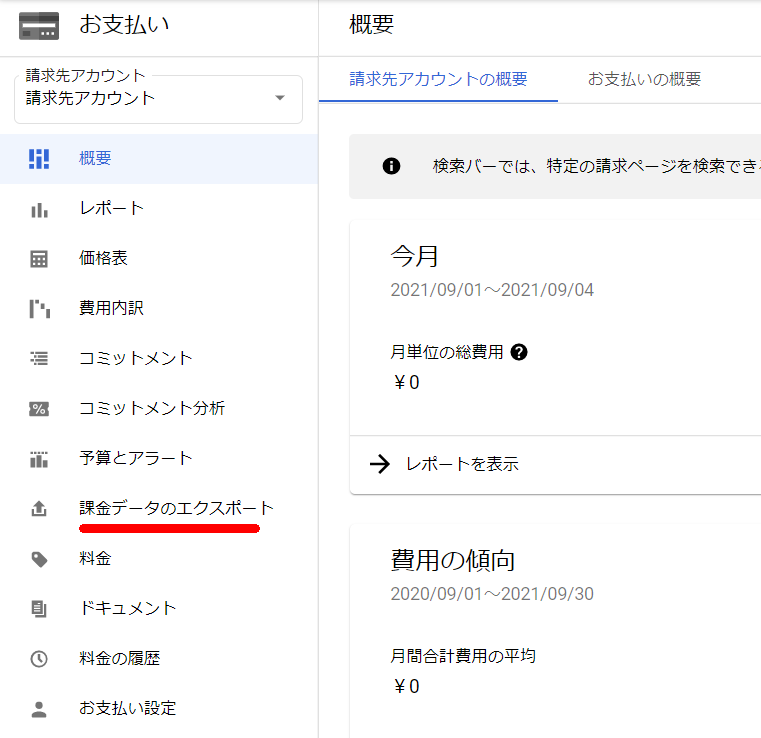 お支払い
請求先アカウント
請求先アカウント
概要
レポート
価格表
費用内訳
コミットメント
コミットメント分析
予算とアラート
課金データのエクスポート
料金
ドキュメント
料金の履歴
お支払い設定
概要
請求先アカウントの概要
お支払いの概要
検索バーでは、特定の請求ページを検索でき
今月
2021/09/01～2021/09/04
月単位の総費用
￥0
レポートを表示
費用の傾向
2020/09/01～2021/09/30
月間合計費用の平均
￥0